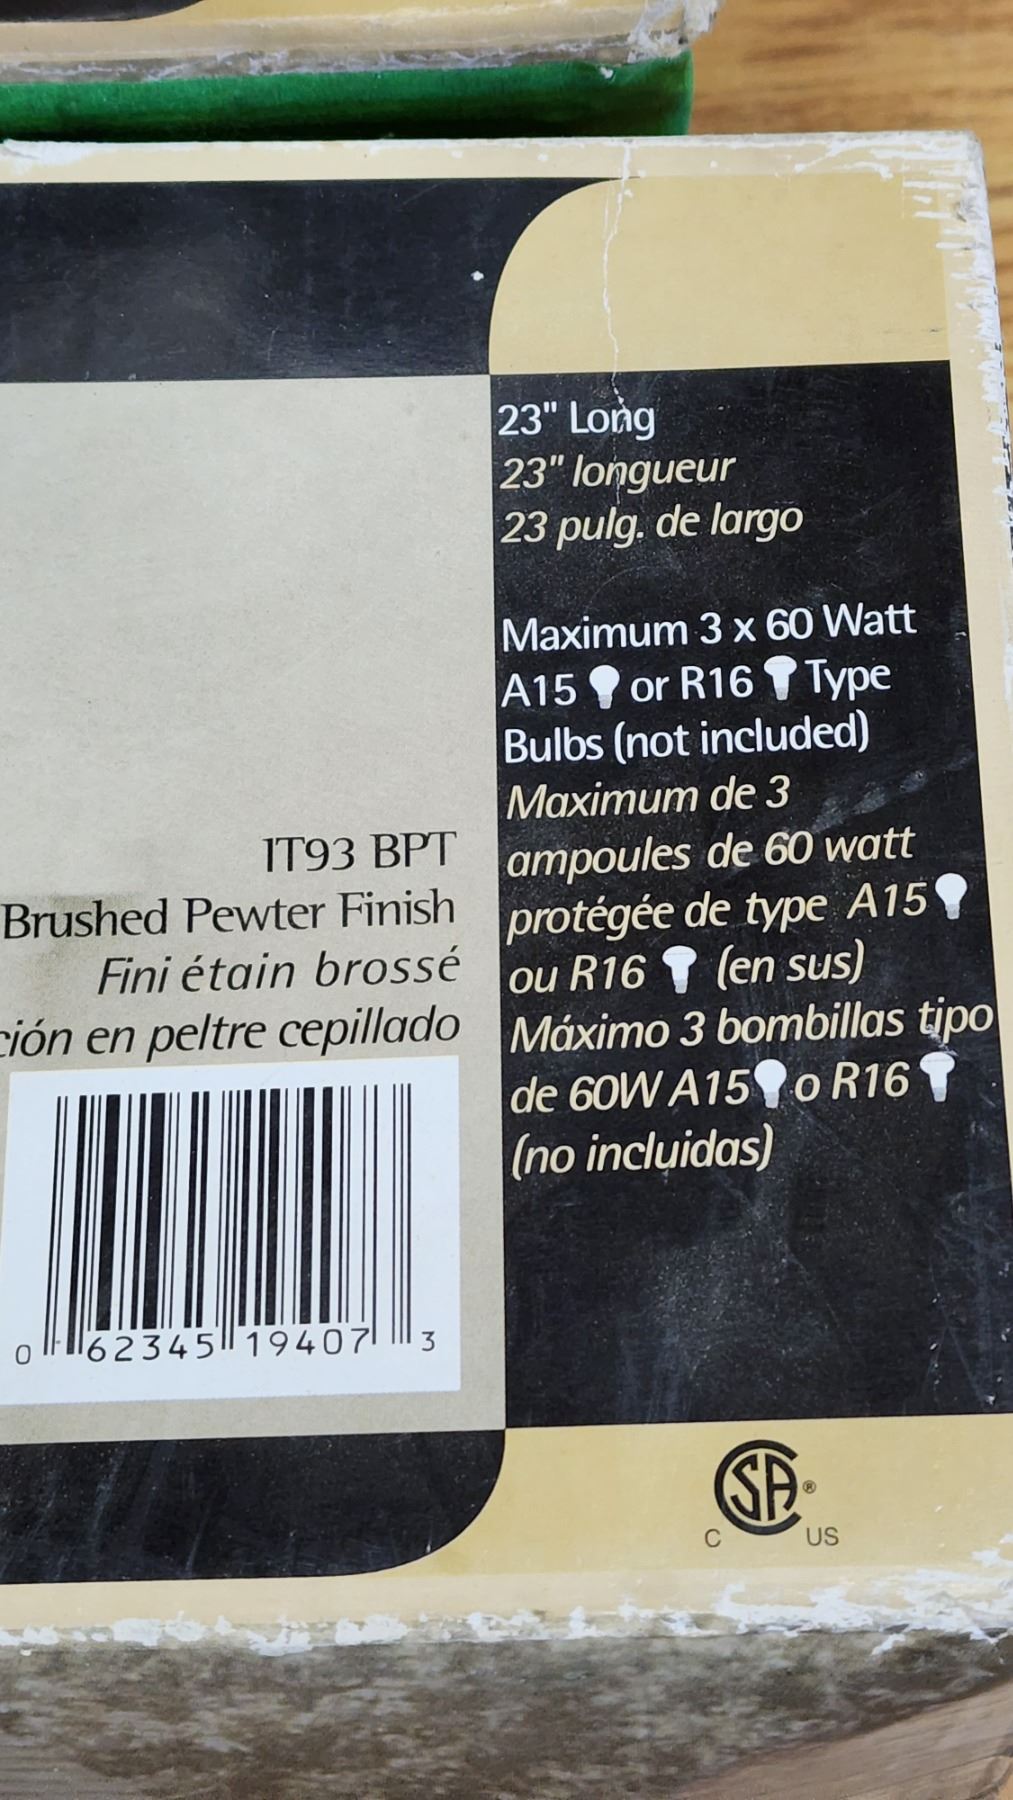 23" Long
23" longueur
23 pulg. de largo
Maximum 3 x 60 Watt
A15 or R16 Type
Bulbs (not included)
Maximum de 3
ampoules de 60 watt
protégée de type A15
ou R16 (en sus)
Máximo 3 bombillas tipo
de 60W A15 o R16
(no incluidas)
IT93 BPT
Brushed Pewter Finish
Fini étain brossé
en peltre cepillado
0 62345 19407 3
CSA®
C US